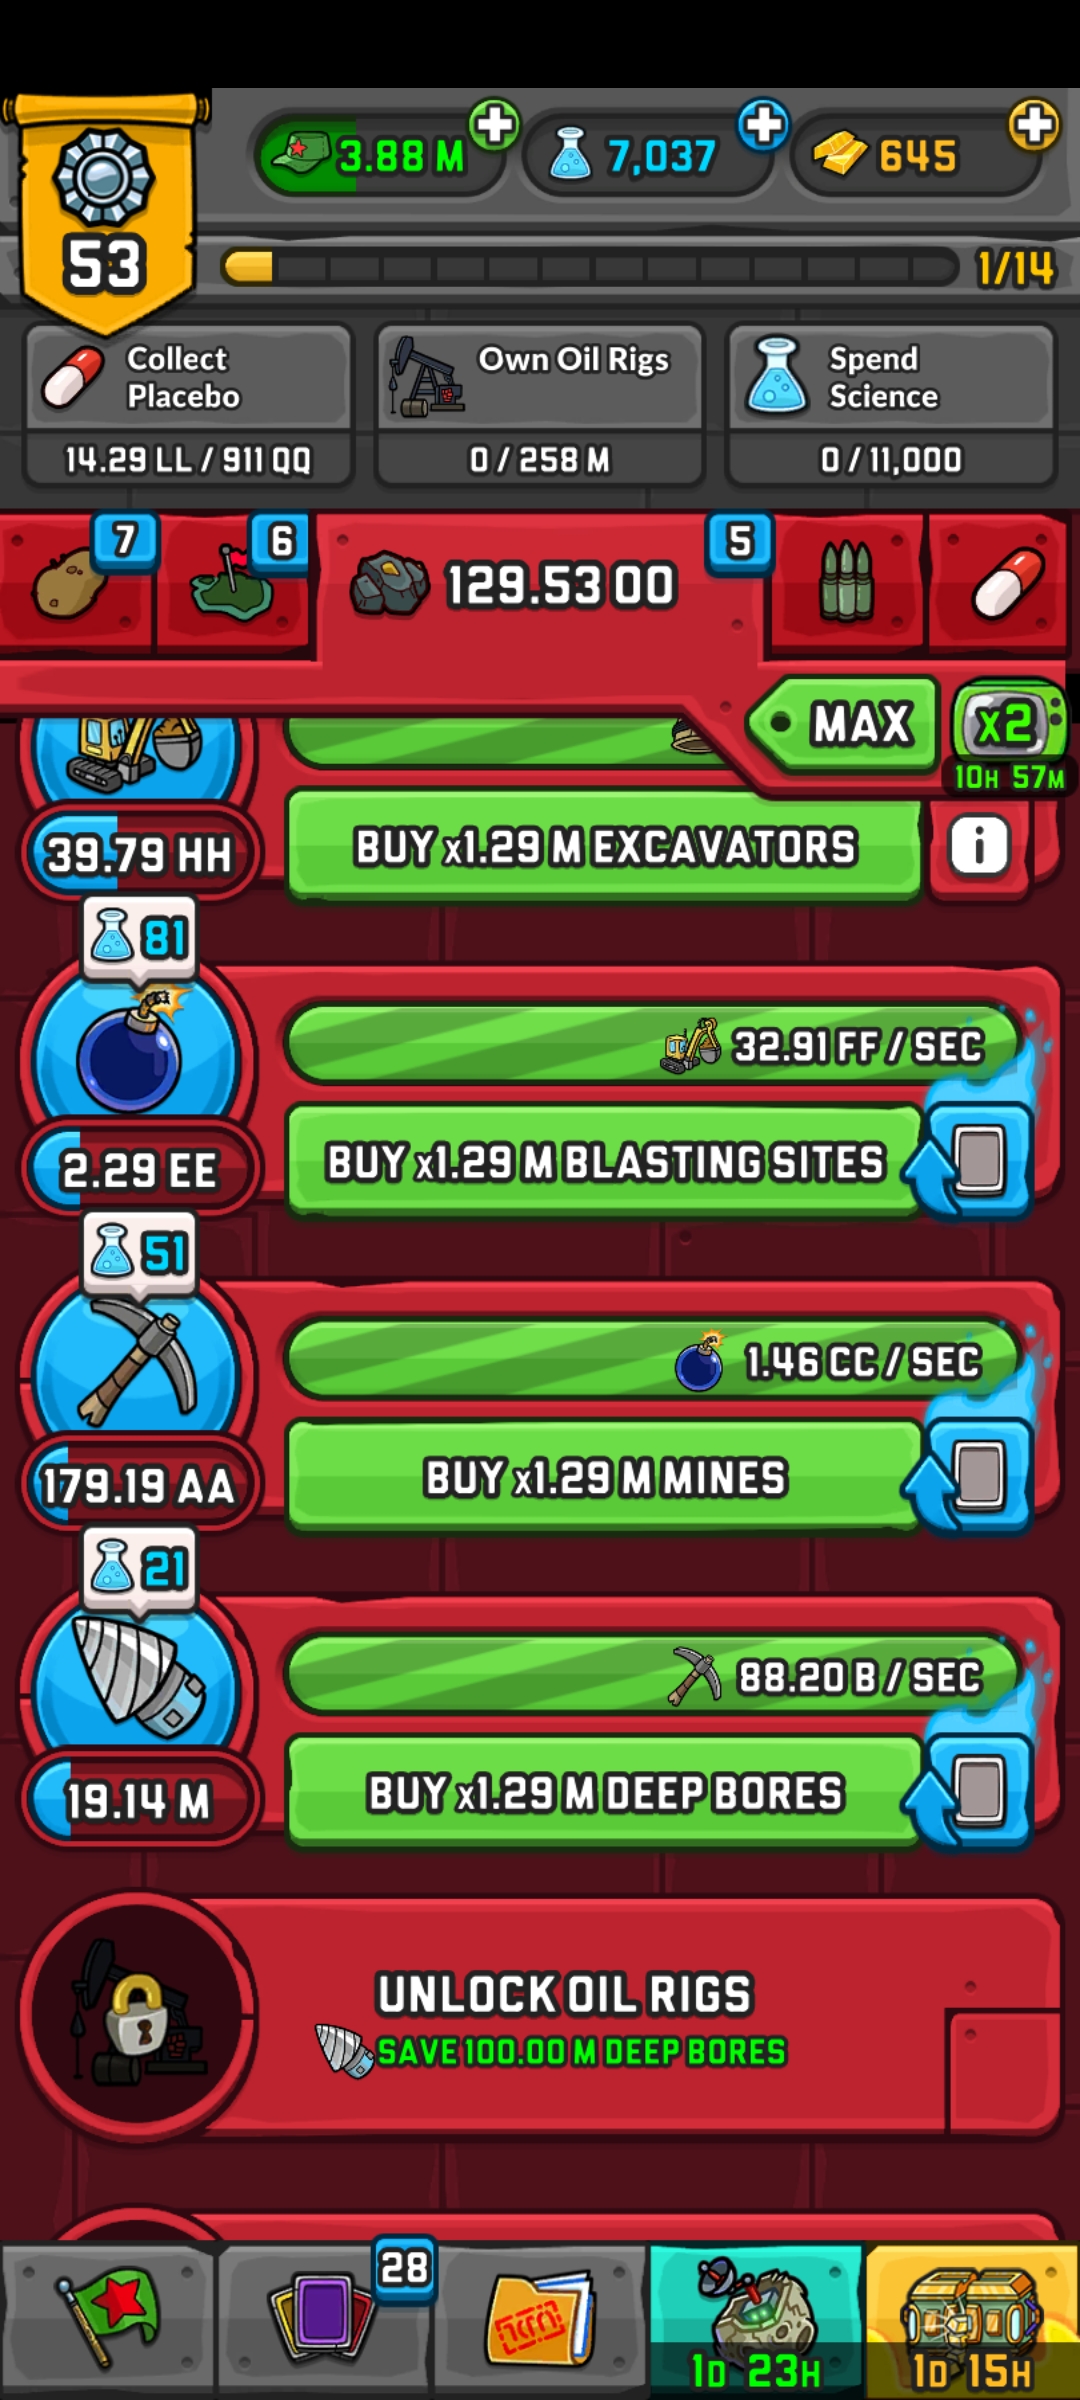 3.88 M
7,037
645
53
1/14
Collect
Placebo
14.29 LL / 911 QQ
Own Oil Rigs
0 / 258 M
Spend
Science
0 / 11,000
7
6
129.53 OO
5
MAX
X2
10H 57M
39.79 HH
BUY x1.29 M EXCAVATORS
i
81
32.91 FF / SEC
2.29 EE
BUY x1.29 M BLASTING SITES
51
1.46 CC / SEC
179.19 AA
BUY x1.29 M MINES
21
88.20 B / SEC
19.14 M
BUY x1.29 M DEEP BORES
UNLOCK OIL RIGS
SAVE 100.00 M DEEP BORES
28
1D 23H
1D 15H